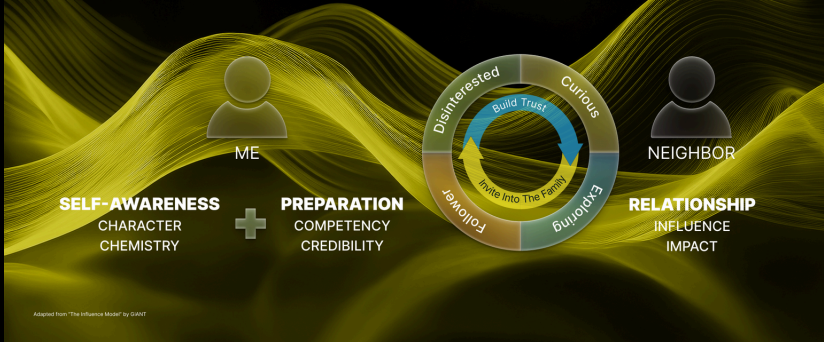 ME
SELF-AWARENESS
CHARACTER
CHEMISTRY
PREPARATION
COMPETENCY
CREDIBILITY
Disinterested
Curious
Exploring
Follower
Build Trust
Invite Into The Family
NEIGHBOR
RELATIONSHIP
INFLUENCE
IMPACT
Adapted from "The Influence Model" by GiANT